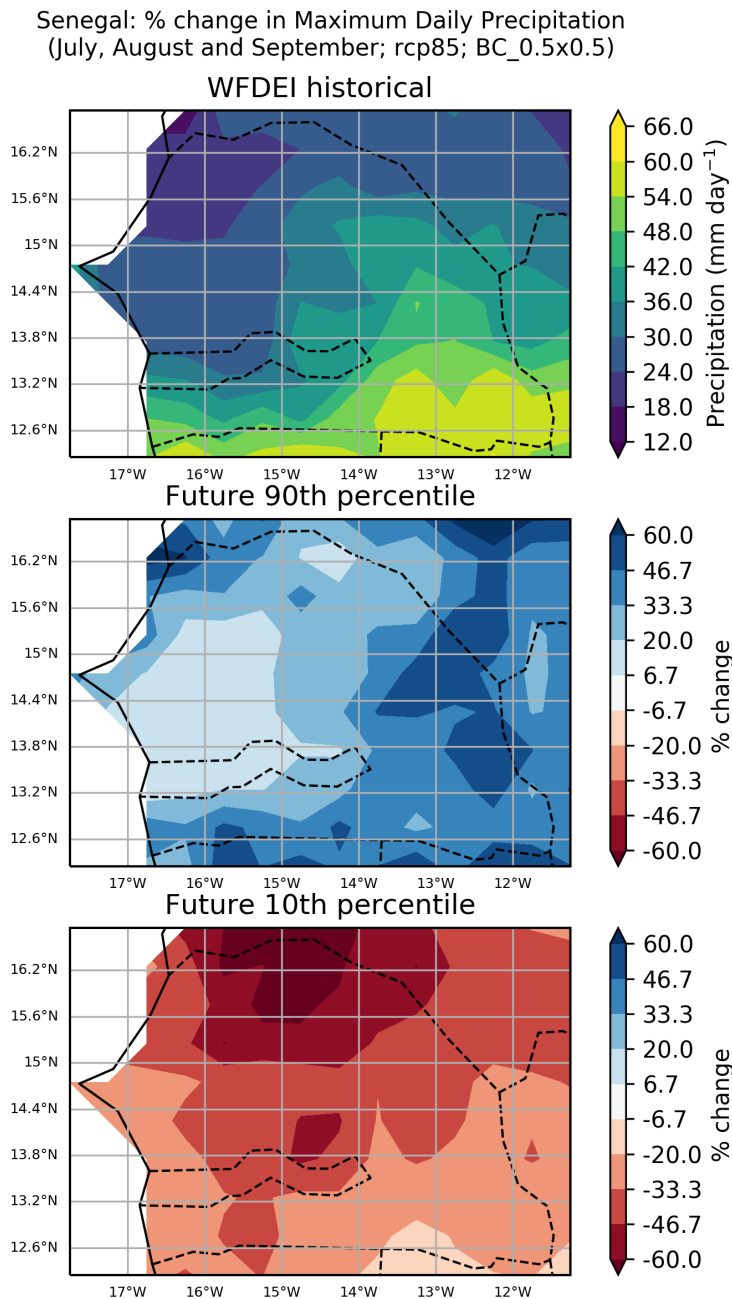 Senegal: % change in Maximum Daily Precipitation
(July, August and September; rcp85; BC_0.5x0.5)
WFDEI historical
16.2°N
15.6°N
15°N
14.4°N
13.8°N
13.2°N
12.6°N
17°W 16°W 15°W 14°W 13°W 12°W
66.0
60.0
54.0
48.0
42.0
36.0
30.0
24.0
18.0
12.0
Precipitation (mm day⁻¹)
Future 90th percentile
16.2°N
15.6°N
15°N
14.4°N
13.8°N
13.2°N
12.6°N
17°W 16°W 15°W 14°W 13°W 12°W
60.0
46.7
33.3
20.0
6.7
-6.7
-20.0
-33.3
-46.7
-60.0
% change
Future 10th percentile
16.2°N
15.6°N
15°N
14.4°N
13.8°N
13.2°N
12.6°N
17°W 16°W 15°W 14°W 13°W 12°W
60.0
46.7
33.3
20.0
6.7
-6.7
-20.0
-33.3
-46.7
-60.0
% change